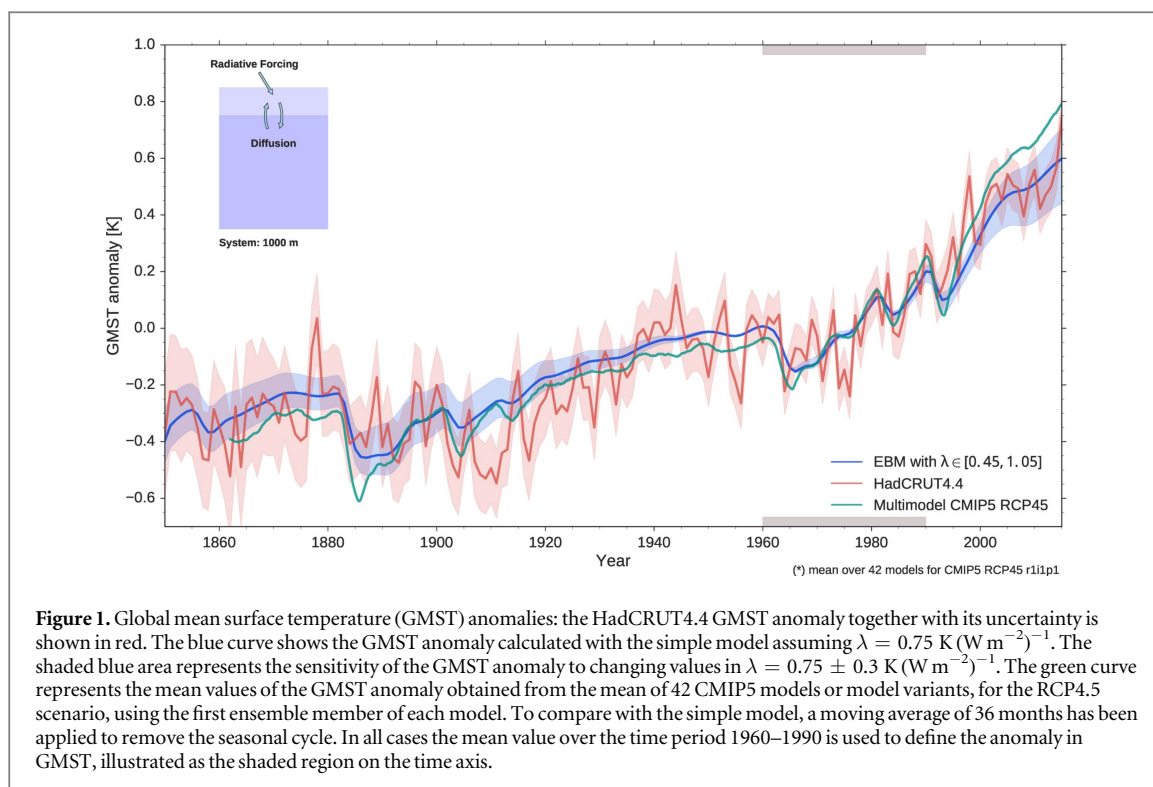 1.0
0.8
0.6
0.4
0.2
0.0
−0.2
−0.4
−0.6
GMST anomaly [K]
Radiative Forcing
Diffusion
System: 1000 m
EBM with λ ∈ [0.45, 1.05]
HadCRUT4.4
Multimodel CMIP5 RCP45
1860 1880 1900 1920 1940 1960 1980 2000
Year
(*) mean over 42 models for CMIP5 RCP45 r1i1p1
Figure 1. Global mean surface temperature (GMST) anomalies: the HadCRUT4.4 GMST anomaly together with its uncertainty is
shown in red. The blue curve shows the GMST anomaly calculated with the simple model assuming λ = 0.75 K (W m⁻²)⁻¹. The
shaded blue area represents the sensitivity of the GMST anomaly to changing values in λ = 0.75 ± 0.3 K (W m⁻²)⁻¹. The green curve
represents the mean values of the GMST anomaly obtained from the mean of 42 CMIP5 models or model variants, for the RCP4.5
scenario, using the first ensemble member of each model. To compare with the simple model, a moving average of 36 months has been
applied to remove the seasonal cycle. In all cases the mean value over the time period 1960–1990 is used to define the anomaly in
GMST, illustrated as the shaded region on the time axis.